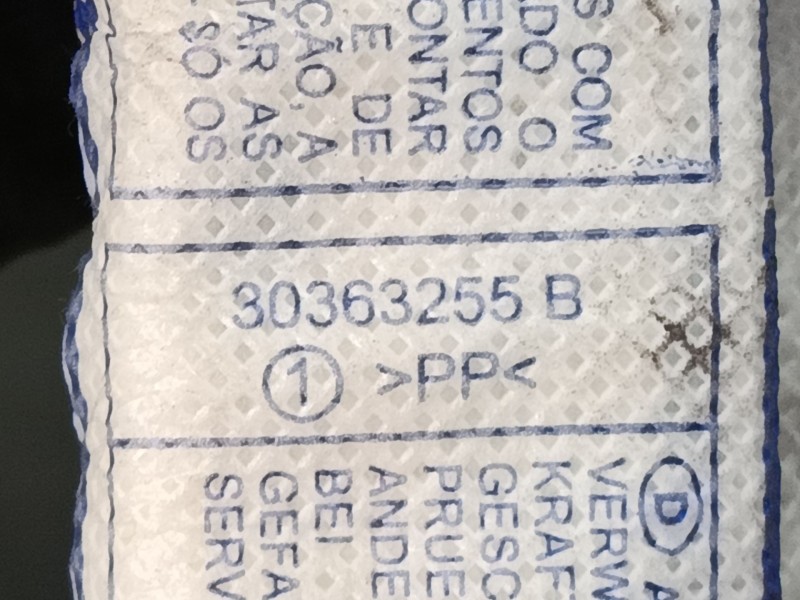 S COM
ADO O
ENTOS
ONTAR
E DE
ÇÃO, A
TAR AS
SÓ OS
30363255 B
1 >PP<
D A
VERW
KRAF
GESC
PRUE
ANDE
BEI
GEFA
SERV